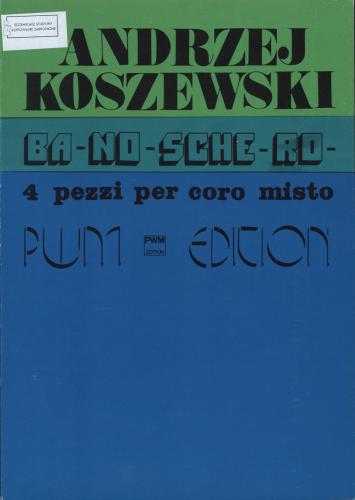 ANDRZEJ
KOSZEWSKI
BA-NO-SCHE-RO-
4 pezzi per coro misto
PWM EDITION
PWM
EDITION